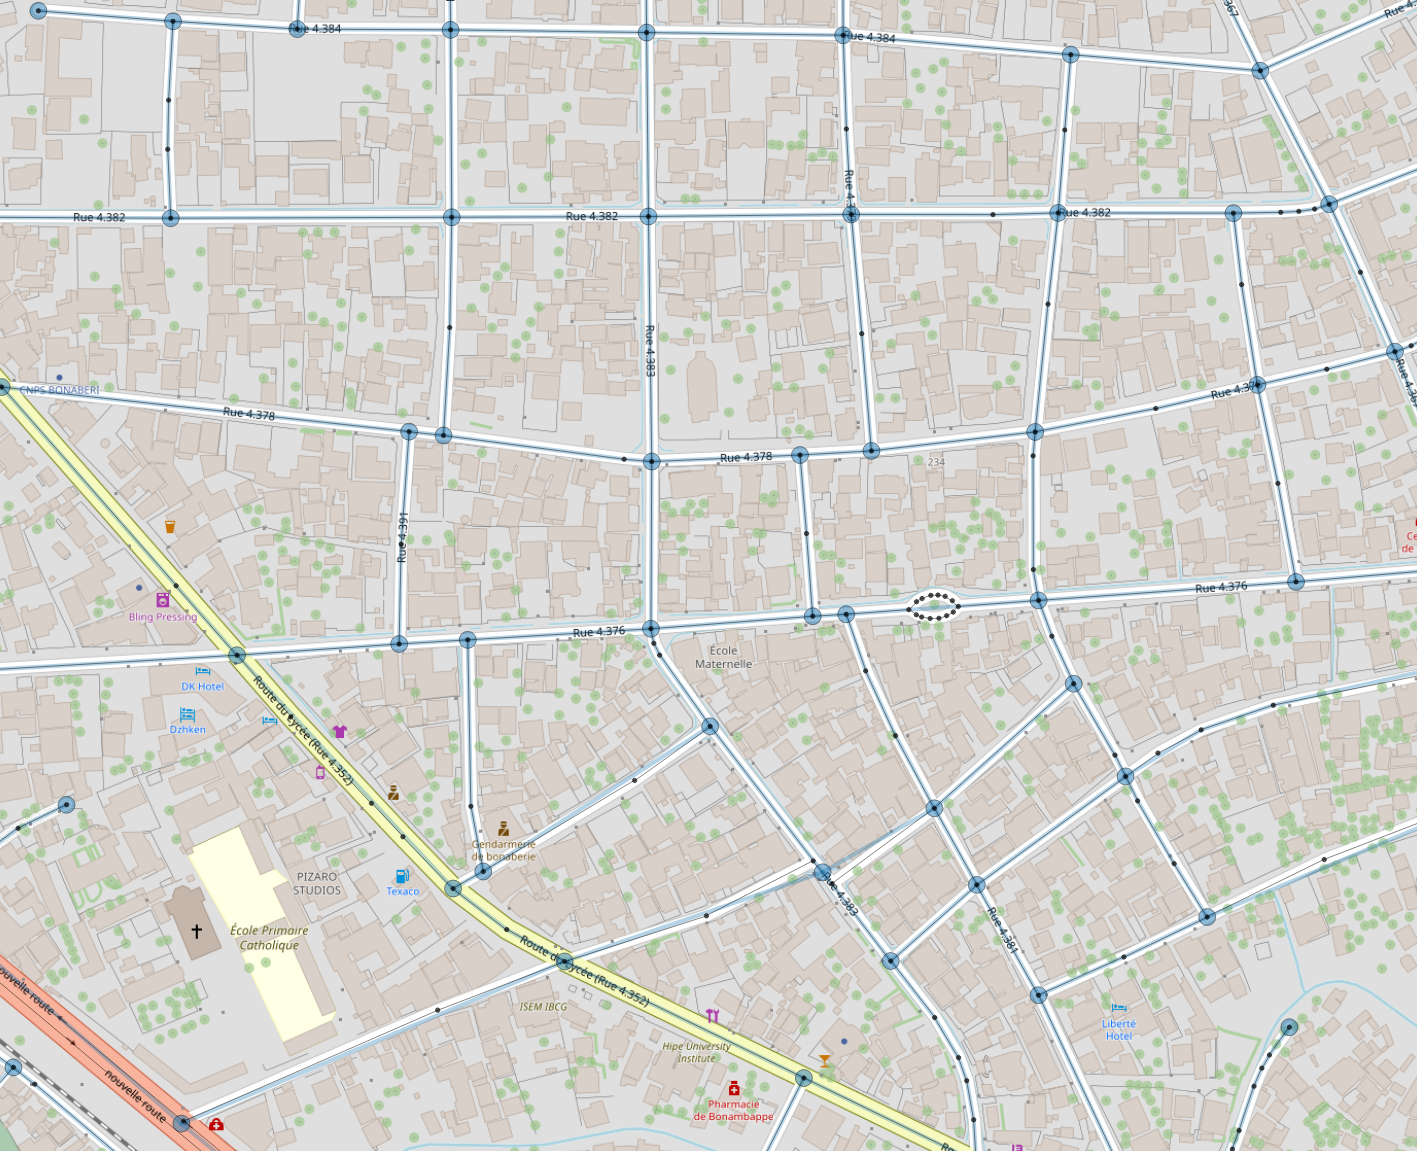 Rue 4.384
Rue 4.384
Rue 4.382
Rue 4.382
Rue 4.382
Rue 4.383
CNPS BONABERI
Rue 4.378
Rue 4.378
234
Rue 4.391
Bling Pressing
Rue 4.376
Rue 4.376
École
Maternelle
DK Hotel
Dzhken
Route du Lycée (Rue 4.352)
Gendarmerie
de bonaberie
PIZARO
STUDIOS
Texaco
Rue 4.383
École Primaire
Catholique
Rue 4.381
Route du Lycée (Rue 4.352)
nouvelle route
ISEM IBCG
Hipe University
Institute
Liberté
Hotel
nouvelle route
Pharmacie
de Bonambappe